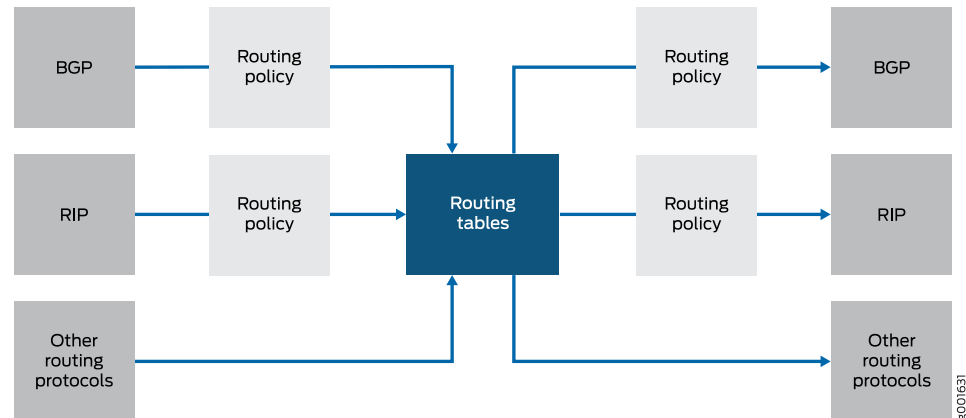 BGP
Routing
policy
Routing
policy
BGP
RIP
Routing
policy
Routing
tables
Routing
policy
RIP
Other
routing
protocols
Other
routing
protocols